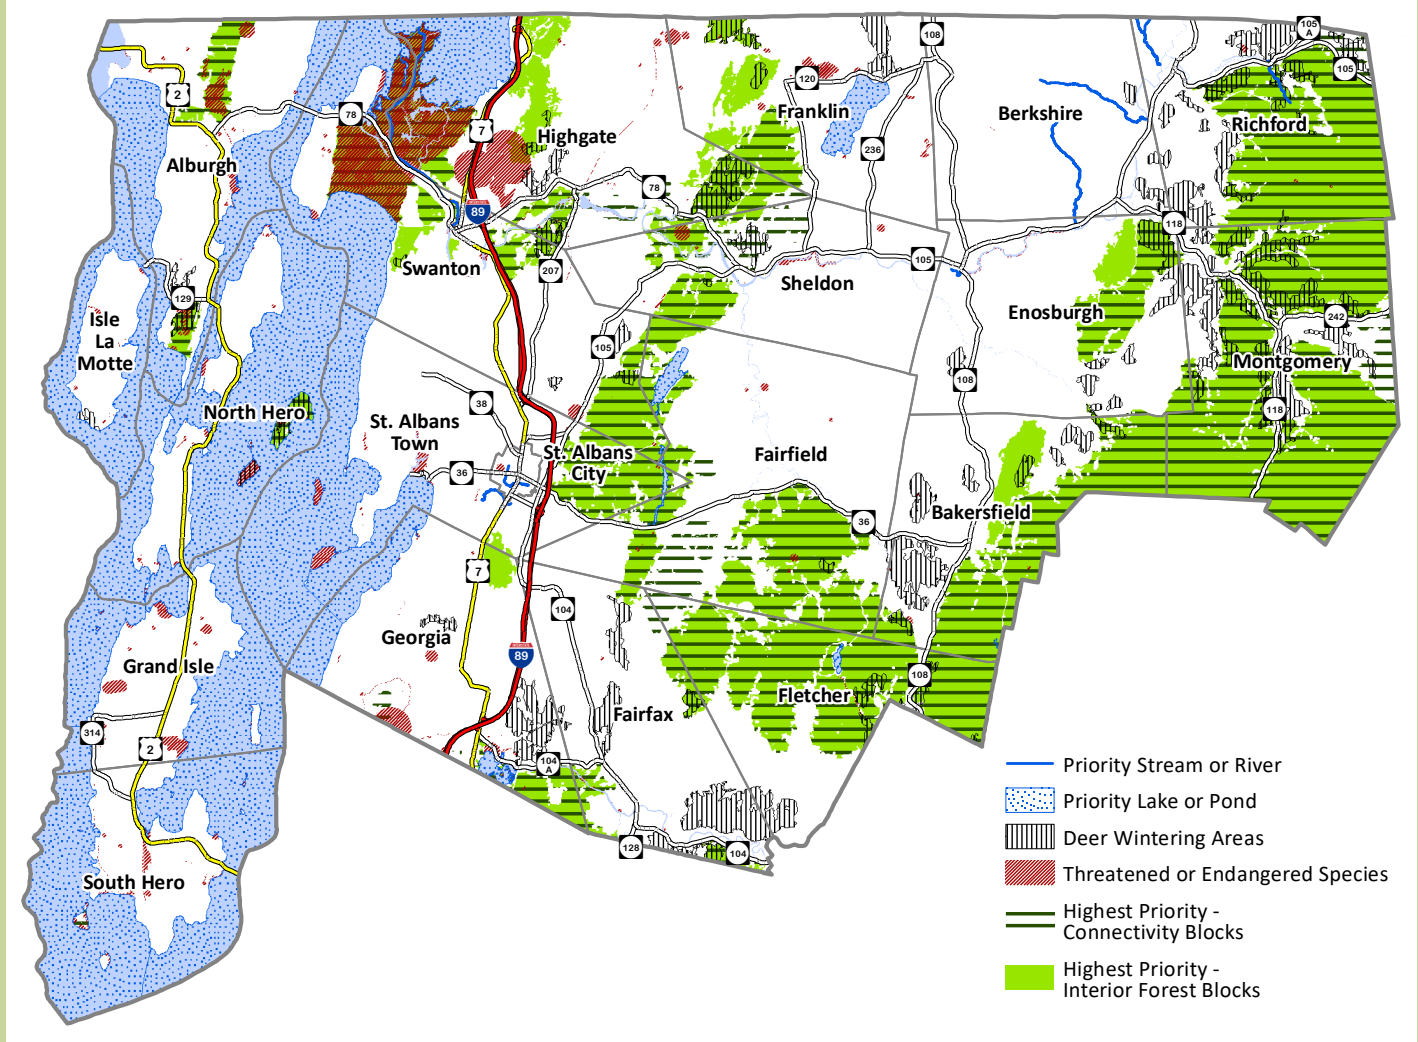 105
A
108
105
120
2
Franklin
Berkshire
78
Richford
7
Highgate
236
Alburgh
78
89
118
Swanton
207
105
Sheldon
129
Enosburgh
242
Isle
La
Motte
105
Montgomery
108
North Hero
38
118
St. Albans
Town
St. Albans
City
Fairfield
36
36
Bakersfield
7
104
Georgia
89
Grand Isle
108
Fletcher
Fairfax
314
2
104
A
128
104
South Hero
Priority Stream or River
Priority Lake or Pond
Deer Wintering Areas
Threatened or Endangered Species
Highest Priority -
Connectivity Blocks
Highest Priority -
Interior Forest Blocks